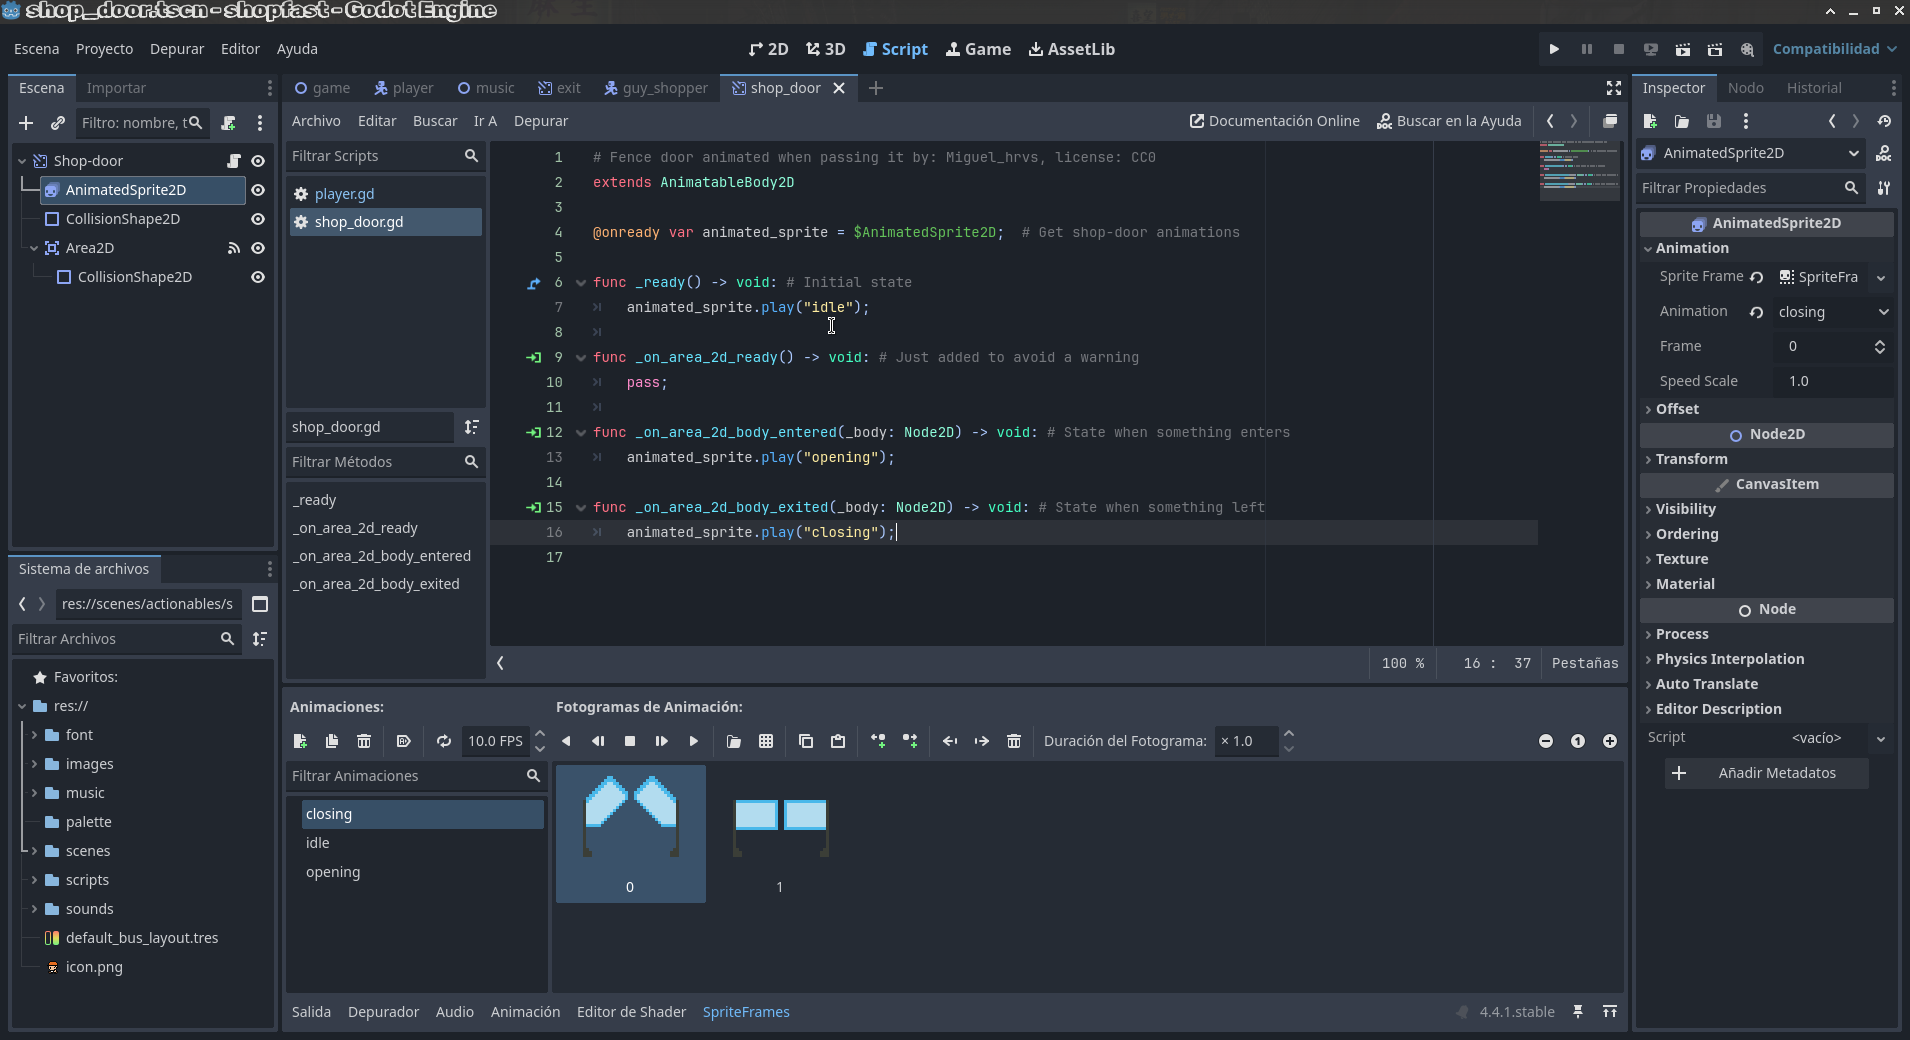 shop_door.tscn - shopfast - Godot Engine
Escena Proyecto Depurar Editor Ayuda
2D 3D Script Game AssetLib
Compatibilidad
Escena Importar
Filtro: nombre, t
Shop-door
AnimatedSprite2D
CollisionShape2D
Area2D
CollisionShape2D
Sistema de archivos
res://scenes/actionables/s
Filtrar Archivos
Favoritos:
res://
font
images
music
palette
scenes
scripts
sounds
default_bus_layout.tres
icon.png
game player music exit guy_shopper shop_door
Archivo Editar Buscar Ir A Depurar
Documentación Online Buscar en la Ayuda
Filtrar Scripts
player.gd
shop_door.gd
shop_door.gd
Filtrar Métodos
_ready
_on_area_2d_ready
_on_area_2d_body_entered
_on_area_2d_body_exited
1 # Fence door animated when passing it by: Miguel_hrvs, license: CC0
2 extends AnimatableBody2D
3
4 @onready var animated_sprite = $AnimatedSprite2D; # Get shop-door animations
5
6 func _ready() -> void: # Initial state
7 animated_sprite.play("idle");
8
9 func _on_area_2d_ready() -> void: # Just added to avoid a warning
10 pass;
11
12 func _on_area_2d_body_entered(_body: Node2D) -> void: # State when something enters
13 animated_sprite.play("opening");
14
15 func _on_area_2d_body_exited(_body: Node2D) -> void: # State when something left
16 animated_sprite.play("closing");
17
100 % 16 : 37 Pestañas
Animaciones:
10.0 FPS
Filtrar Animaciones
closing
idle
opening
Fotogramas de Animación:
Duración del Fotograma: × 1.0
1
0 1
Salida Depurador Audio Animación Editor de Shader SpriteFrames
4.4.1.stable
Inspector Nodo Historial
AnimatedSprite2D
Filtrar Propiedades
AnimatedSprite2D
Animation
Sprite Frame SpriteFra
Animation closing
Frame 0
Speed Scale 1.0
Offset
Node2D
Transform
CanvasItem
Visibility
Ordering
Texture
Material
Node
Process
Physics Interpolation
Auto Translate
Editor Description
Script <vacío>
Añadir Metadatos